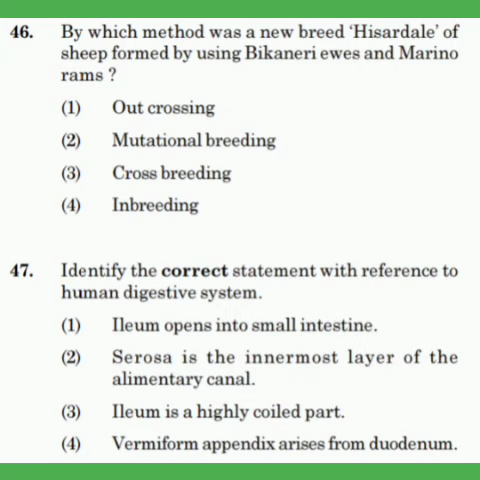 46. By which method was a new breed 'Hisardale' of
sheep formed by using Bikaneri ewes and Marino
rams ?
(1) Out crossing
(2) Mutational breeding
(3) Cross breeding
(4) Inbreeding
47. Identify the correct statement with reference to
human digestive system.
(1) Ileum opens into small intestine.
(2) Serosa is the innermost layer of the
alimentary canal.
(3) Ileum is a highly coiled part.
(4) Vermiform appendix arises from duodenum.